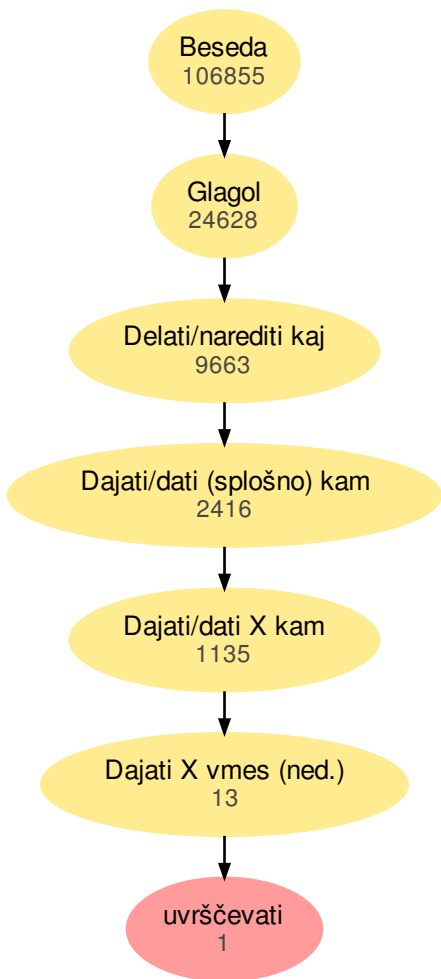 Beseda
106855
Glagol
24628
Delati/narediti kaj
9663
Dajati/dati (splošno) kam
2416
Dajati/dati X kam
1135
Dajati X vmes (ned.)
13
uvrščevati
1